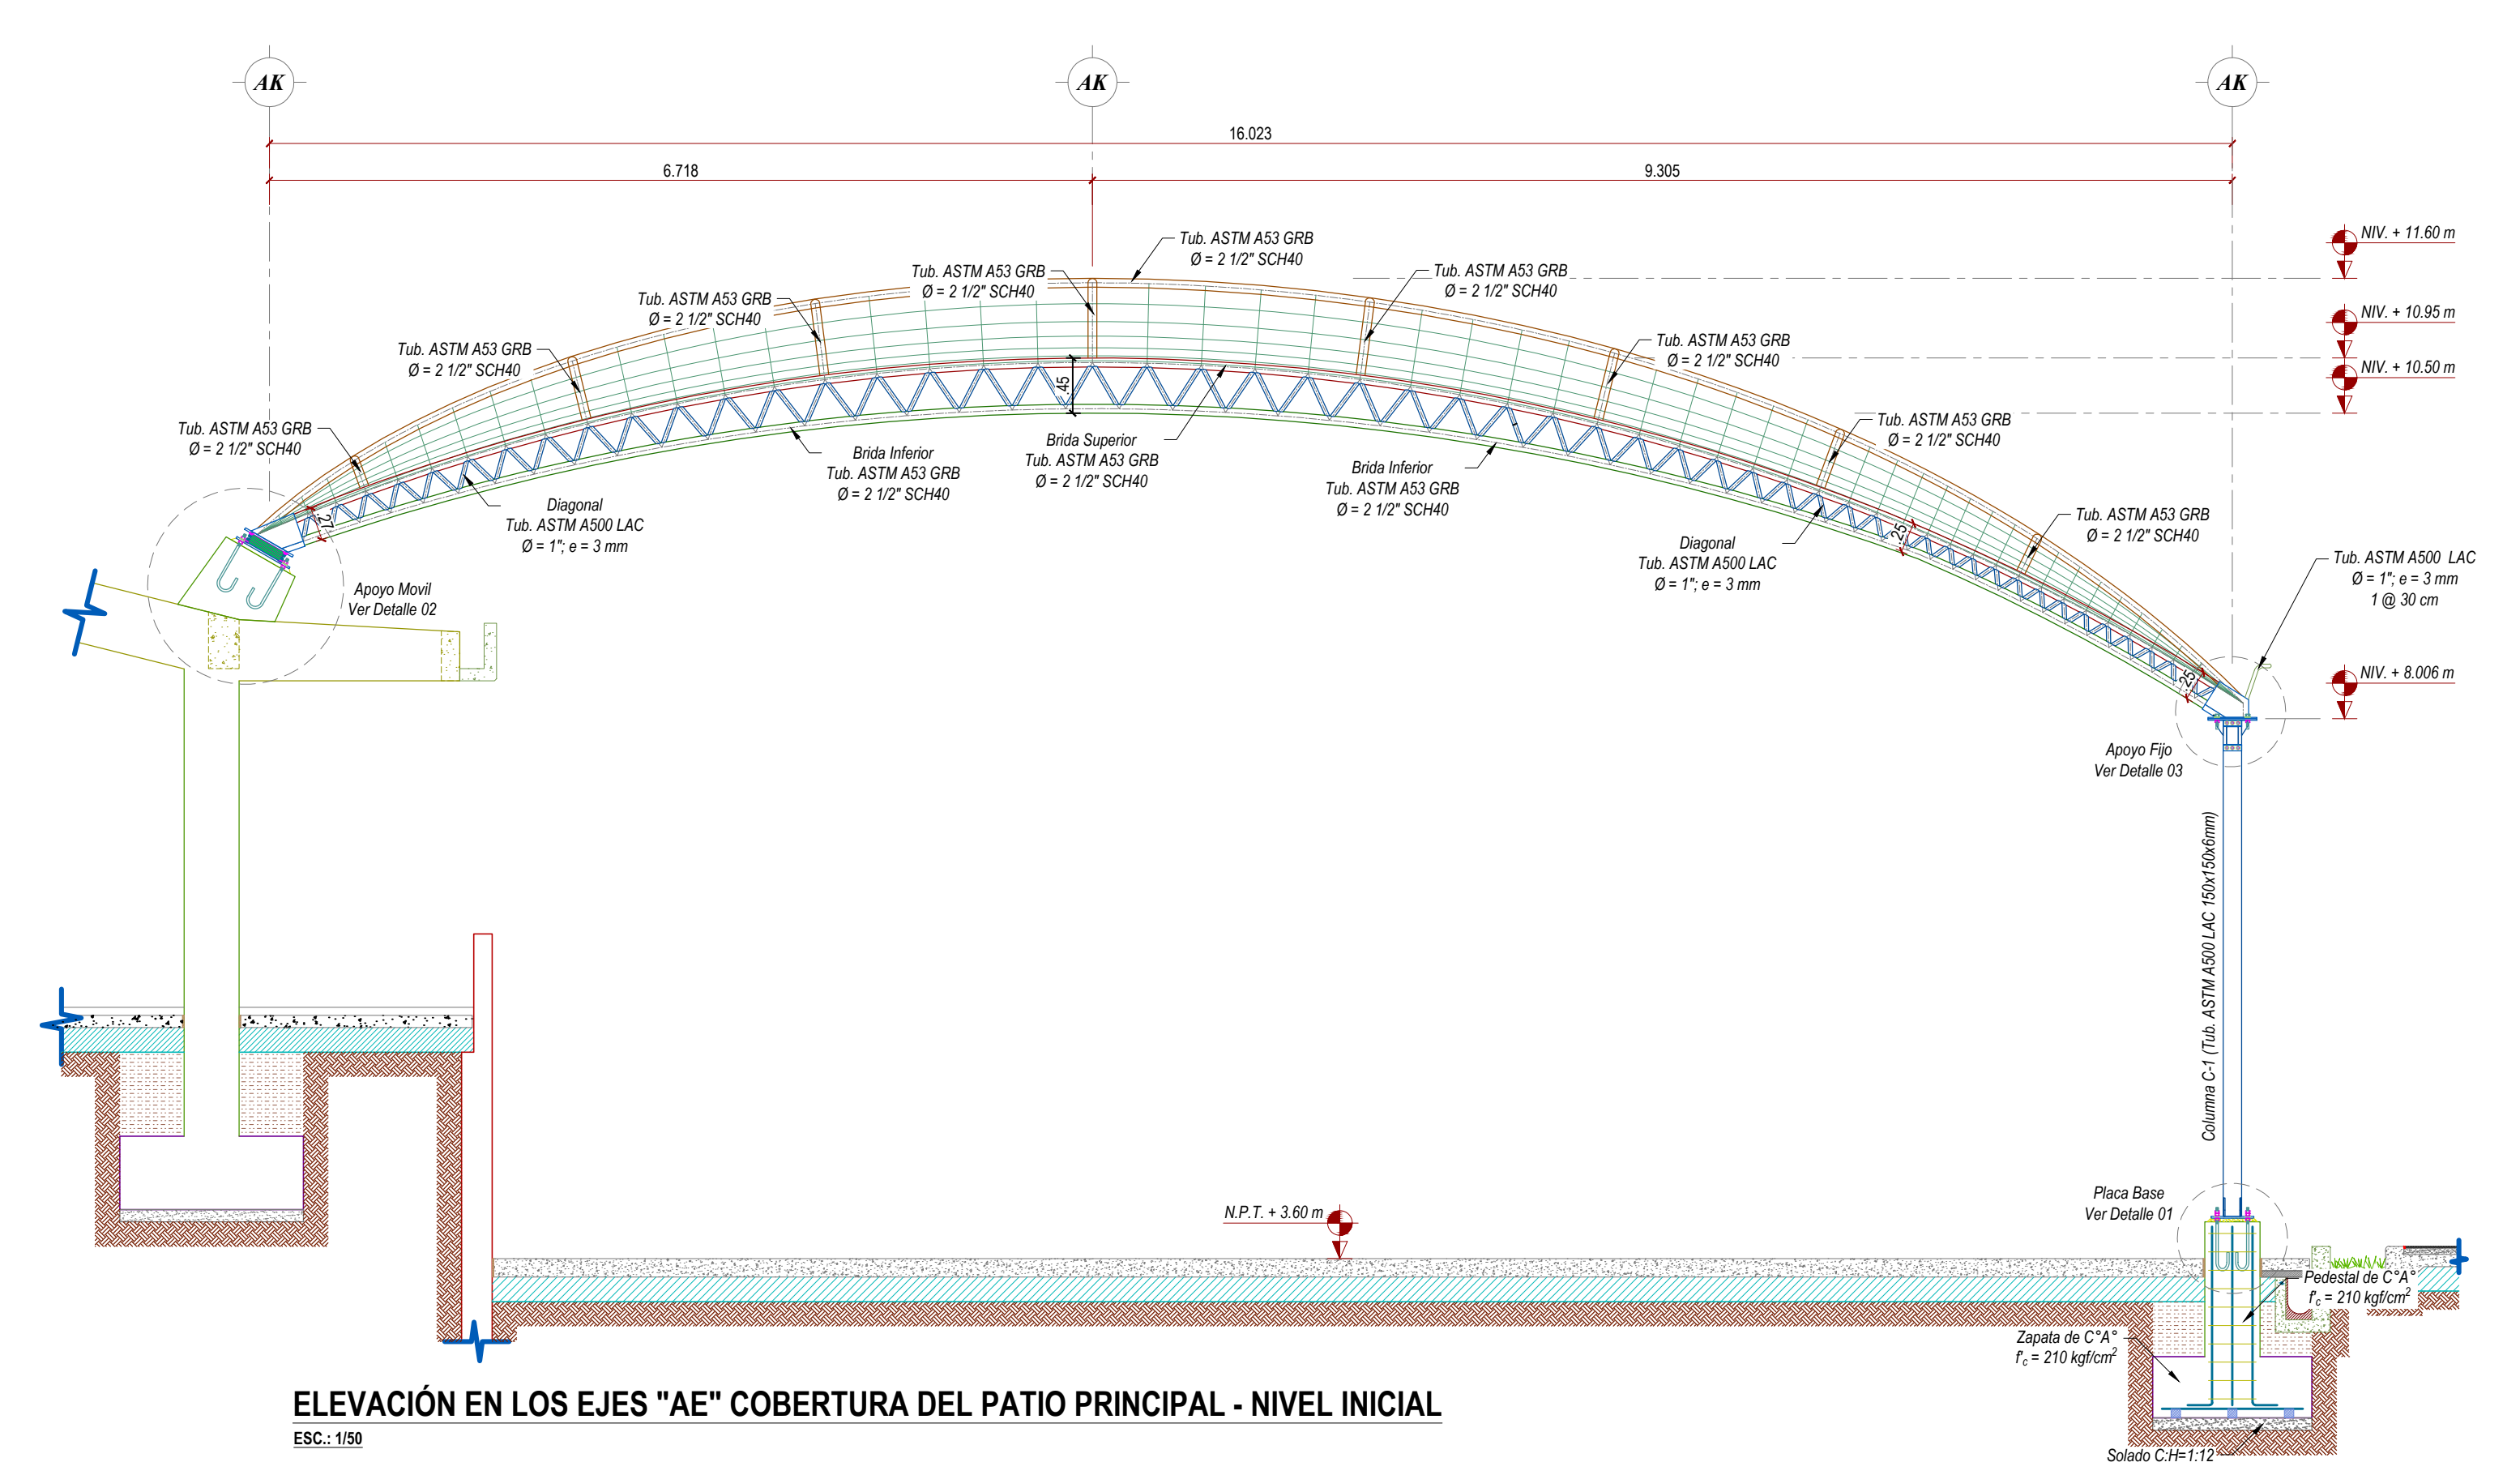 AK
AK
AK
16.023
6.718
9.305
NIV. + 11.60 m
Tub. ASTM A53 GRB
Ø = 2 1/2" SCH40
Tub. ASTM A53 GRB
Ø = 2 1/2" SCH40
Tub. ASTM A53 GRB
Ø = 2 1/2" SCH40
Tub. ASTM A53 GRB
Ø = 2 1/2" SCH40
NIV. + 10.95 m
Tub. ASTM A53 GRB
Ø = 2 1/2" SCH40
Tub. ASTM A53 GRB
Ø = 2 1/2" SCH40
NIV. + 10.50 m
.45
Tub. ASTM A53 GRB
Ø = 2 1/2" SCH40
Tub. ASTM A53 GRB
Ø = 2 1/2" SCH40
Brida Inferior
Tub. ASTM A53 GRB
Ø = 2 1/2" SCH40
Brida Superior
Tub. ASTM A53 GRB
Ø = 2 1/2" SCH40
Brida Inferior
Tub. ASTM A53 GRB
Ø = 2 1/2" SCH40
Diagonal
Tub. ASTM A500 LAC
Ø = 1"; e = 3 mm
.27
.25
Tub. ASTM A53 GRB
Ø = 2 1/2" SCH40
Diagonal
Tub. ASTM A500 LAC
Ø = 1"; e = 3 mm
Tub. ASTM A500 LAC
Ø = 1"; e = 3 mm
1 @ 30 cm
Apoyo Movil
Ver Detalle 02
.25
NIV. + 8.006 m
Apoyo Fijo
Ver Detalle 03
Columna C-1 (Tub. ASTM A500 LAC 150x150x6mm)
Placa Base
Ver Detalle 01
N.P.T. + 3.60 m
Pedestal de C°A°
f'c = 210 kgf/cm2
Zapata de C°A°
f'c = 210 kgf/cm2
Solado C:H=1:12
ELEVACIÓN EN LOS EJES "AE" COBERTURA DEL PATIO PRINCIPAL - NIVEL INICIAL
ESC.: 1/50